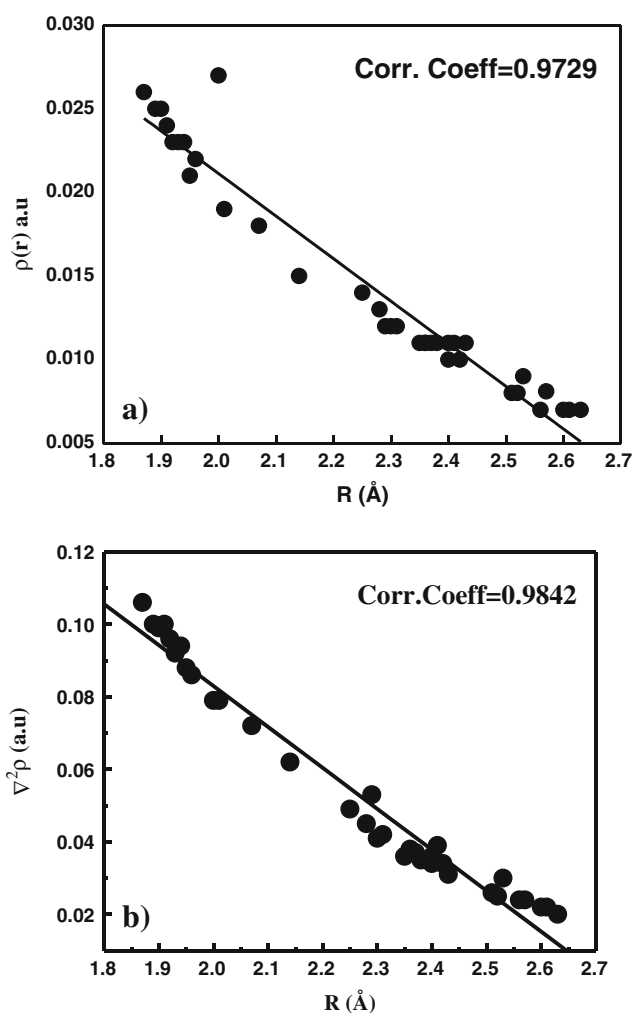 0.030
Corr. Coeff=0.9729
0.025
0.020
ρ(r) a.u
0.015
0.010
a)
0.005
1.8 1.9 2.0 2.1 2.2 2.3 2.4 2.5 2.6 2.7
R (Å)
0.12
Corr.Coeff=0.9842
0.10
0.08
∇²ρ (a.u)
0.06
0.04
0.02
b)
1.8 1.9 2.0 2.1 2.2 2.3 2.4 2.5 2.6 2.7
R (Å)